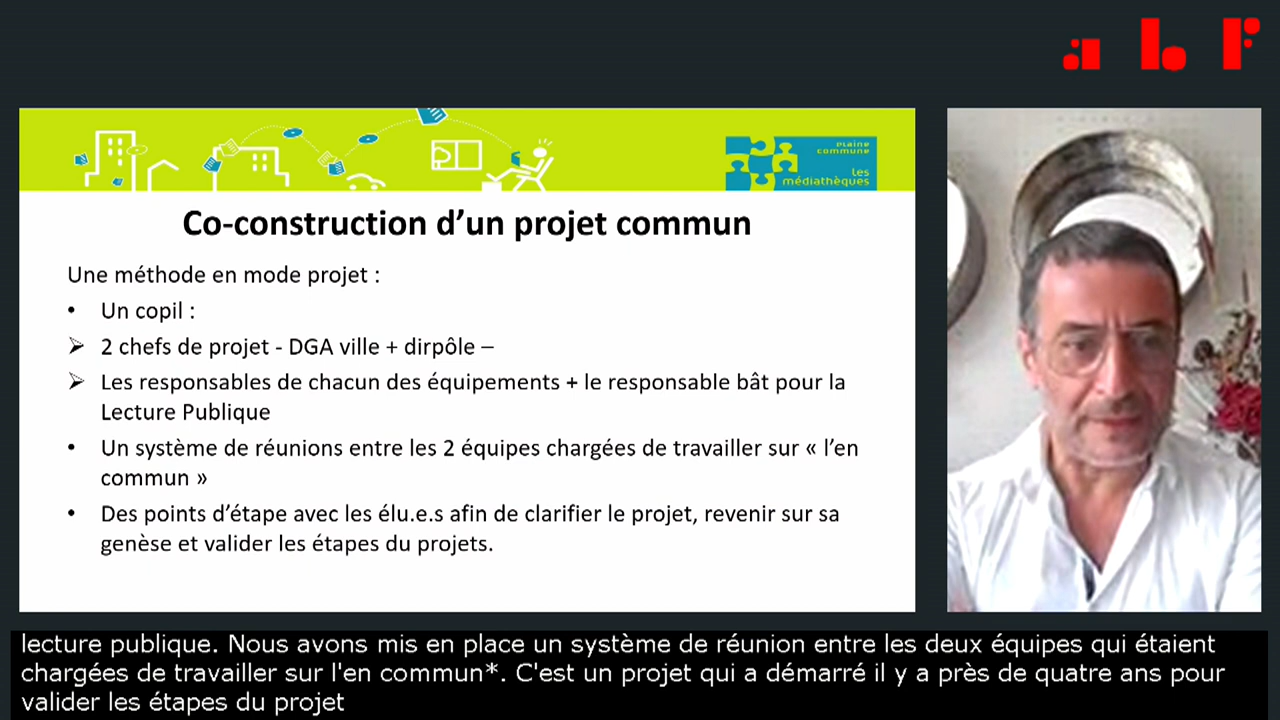 abf
PLAINE
COMMUNE
Les
médiathèques
Co-construction d’un projet commun
Une méthode en mode projet :
• Un copil :
➢ 2 chefs de projet - DGA ville + dirpôle –
➢ Les responsables de chacun des équipements + le responsable bât pour la
Lecture Publique
• Un système de réunions entre les 2 équipes chargées de travailler sur « l’en
commun »
• Des points d’étape avec les élu.e.s afin de clarifier le projet, revenir sur sa
genèse et valider les étapes du projets.
lecture publique. Nous avons mis en place un système de réunion entre les deux équipes qui étaient
chargées de travailler sur l'en commun*. C'est un projet qui a démarré il y a près de quatre ans pour
valider les étapes du projet